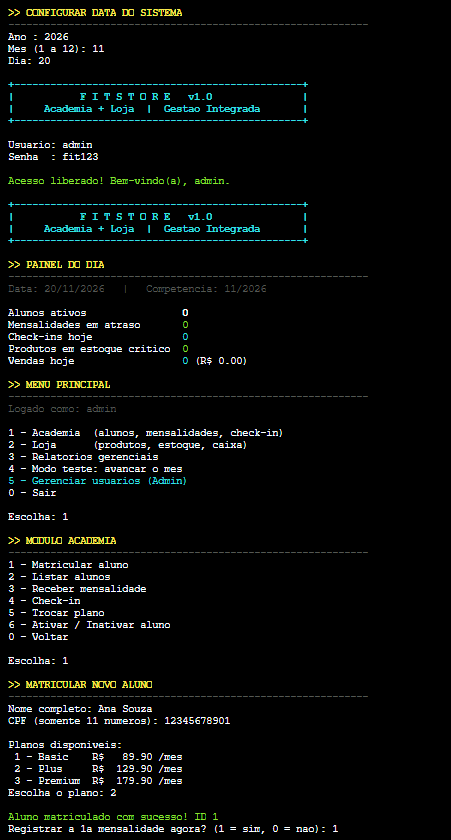 >> CONFIGURAR DATA DO SISTEMA
------------------------------------------------------------
Ano : 2026
Mes (1 a 12): 11
Dia: 20
+------------------------------------------------+
| F I T S T O R E v1.0 |
| Academia + Loja | Gestao Integrada |
+------------------------------------------------+
Usuario: admin
Senha : fit123
Acesso liberado! Bem-vindo(a), admin.
+------------------------------------------------+
| F I T S T O R E v1.0 |
| Academia + Loja | Gestao Integrada |
+------------------------------------------------+
>> PAINEL DO DIA
------------------------------------------------------------
Data: 20/11/2026 | Competencia: 11/2026
Alunos ativos 0
Mensalidades em atraso 0
Check-ins hoje 0
Produtos em estoque critico 0
Vendas hoje 0 (R$ 0.00)
>> MENU PRINCIPAL
------------------------------------------------------------
Logado como: admin
1 - Academia (alunos, mensalidades, check-in)
2 - Loja (produtos, estoque, caixa)
3 - Relatorios gerenciais
4 - Modo teste: avancar o mes
5 - Gerenciar usuarios (Admin)
0 - Sair
Escolha: 1
>> MODULO ACADEMIA
------------------------------------------------------------
1 - Matricular aluno
2 - Listar alunos
3 - Receber mensalidade
4 - Check-in
5 - Trocar plano
6 - Ativar / Inativar aluno
0 - Voltar
Escolha: 1
>> MATRICULAR NOVO ALUNO
------------------------------------------------------------
Nome completo: Ana Souza
CPF (somente 11 numeros): 12345678901
Planos disponiveis:
1 - Basic R$ 89.90 /mes
2 - Plus R$ 129.90 /mes
3 - Premium R$ 179.90 /mes
Escolha o plano: 2
Aluno matriculado com sucesso! ID 1
Registrar a 1a mensalidade agora? (1 = sim, 0 = nao): 1